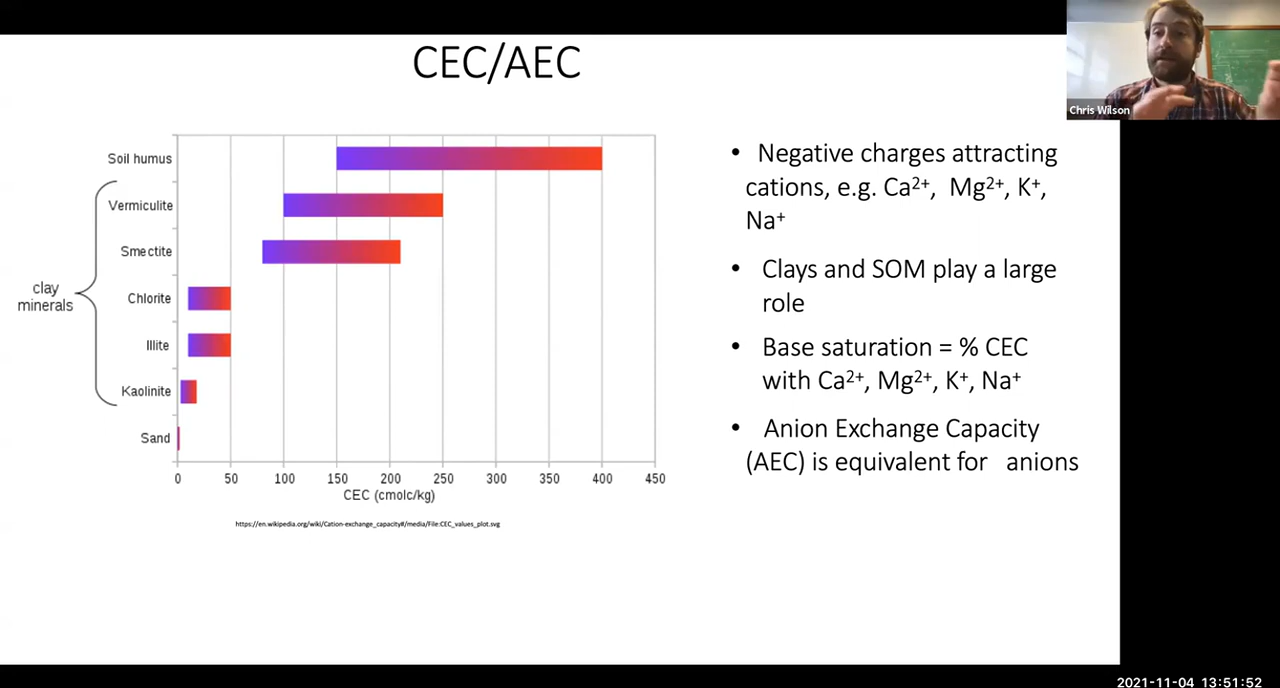 CEC/AEC
Chris Wilson
Soil humus
Vermiculite
Smectite
Chlorite
Illite
Kaolinite
Sand
clay
minerals
0 50 100 150 200 250 300 350 400 450
CEC (cmolc/kg)
https://en.wikipedia.org/wiki/Cation-exchange_capacity#/media/File:CEC_values_plot.svg
• Negative charges attracting
cations, e.g. Ca²⁺, Mg²⁺, K⁺,
Na⁺
• Clays and SOM play a large
role
• Base saturation = % CEC
with Ca²⁺, Mg²⁺, K⁺, Na⁺
• Anion Exchange Capacity
(AEC) is equivalent for anions
2021-11-04 13:51:52